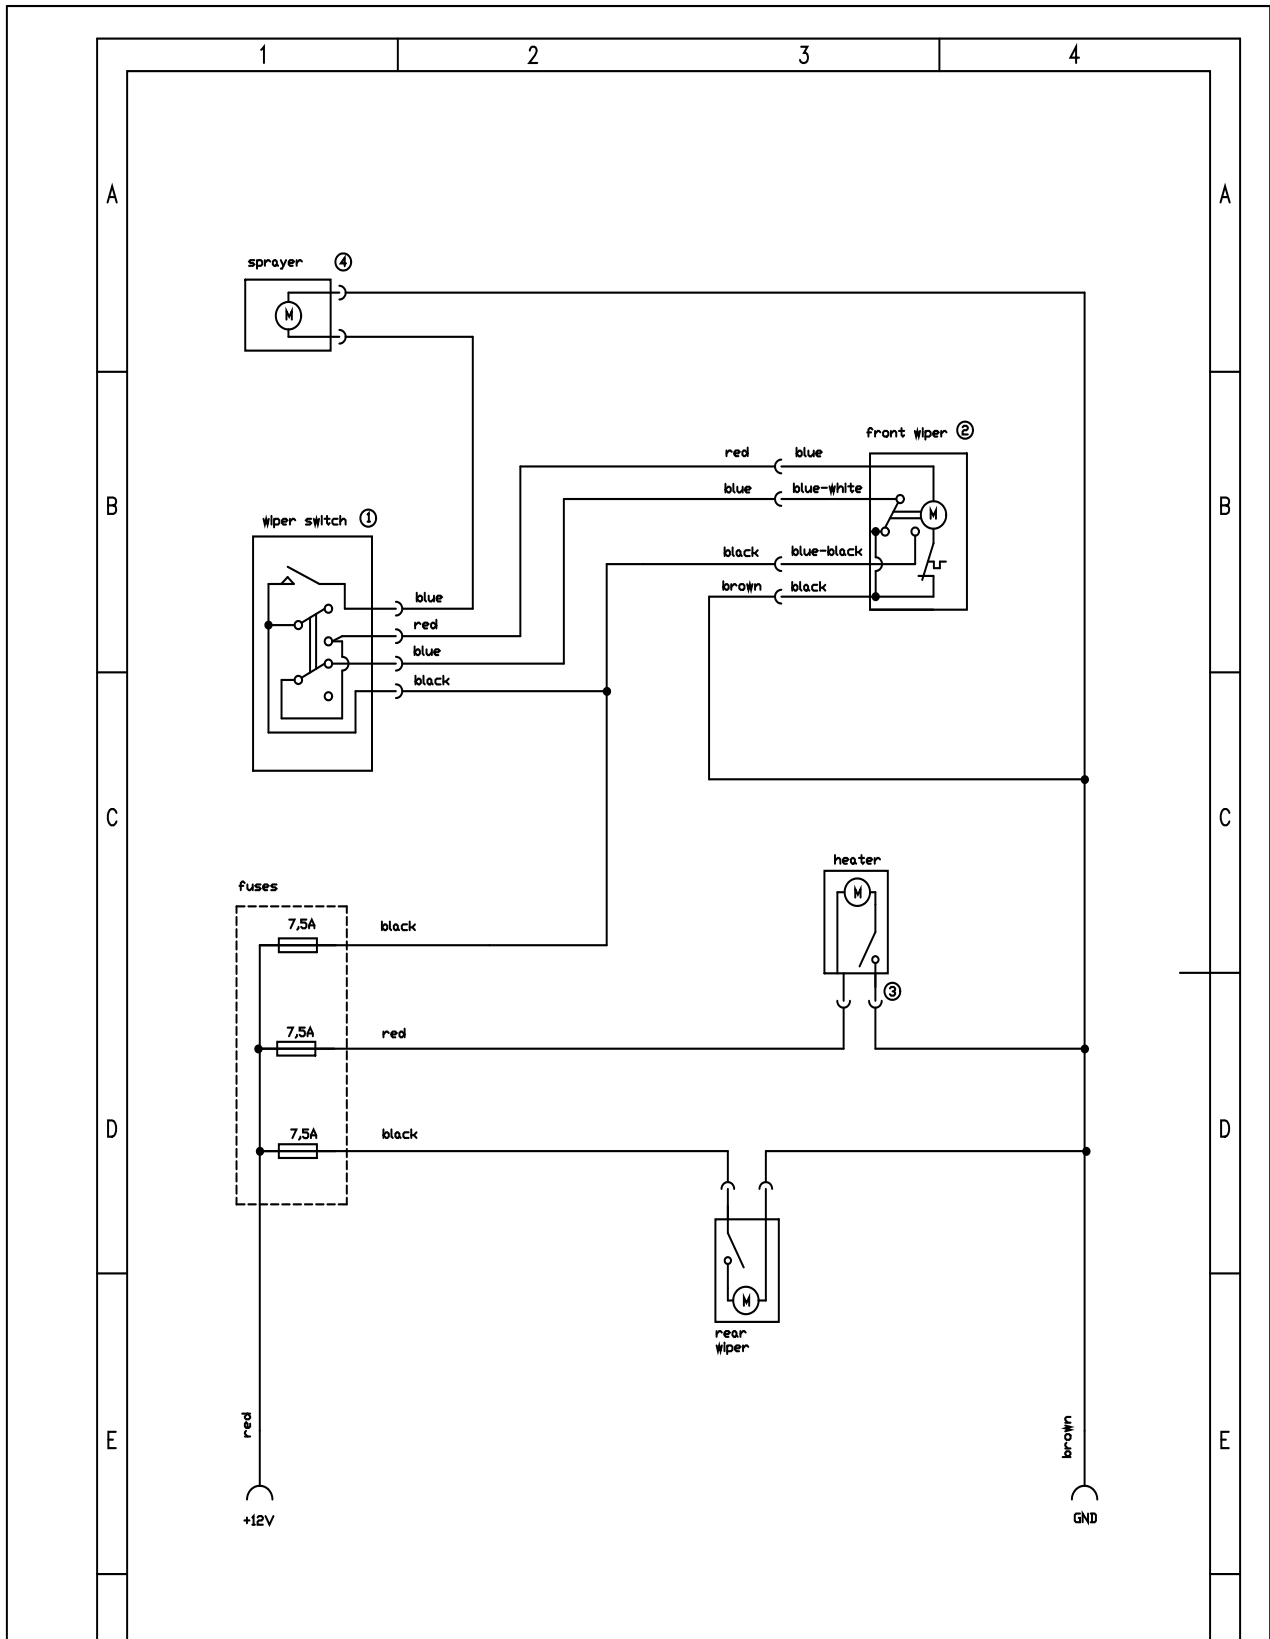 1 2 3 4
A A
sprayer 4
M
front wiper 2
red blue
blue blue-white
B B
M
wiper switch 1
black blue-black
brown black
blue
red
blue
black
C C
heater
fuses
M
7,5A black
3
7,5A red
D D
7,5A black
M
rear
wiper
red brown
E E
+12V GND